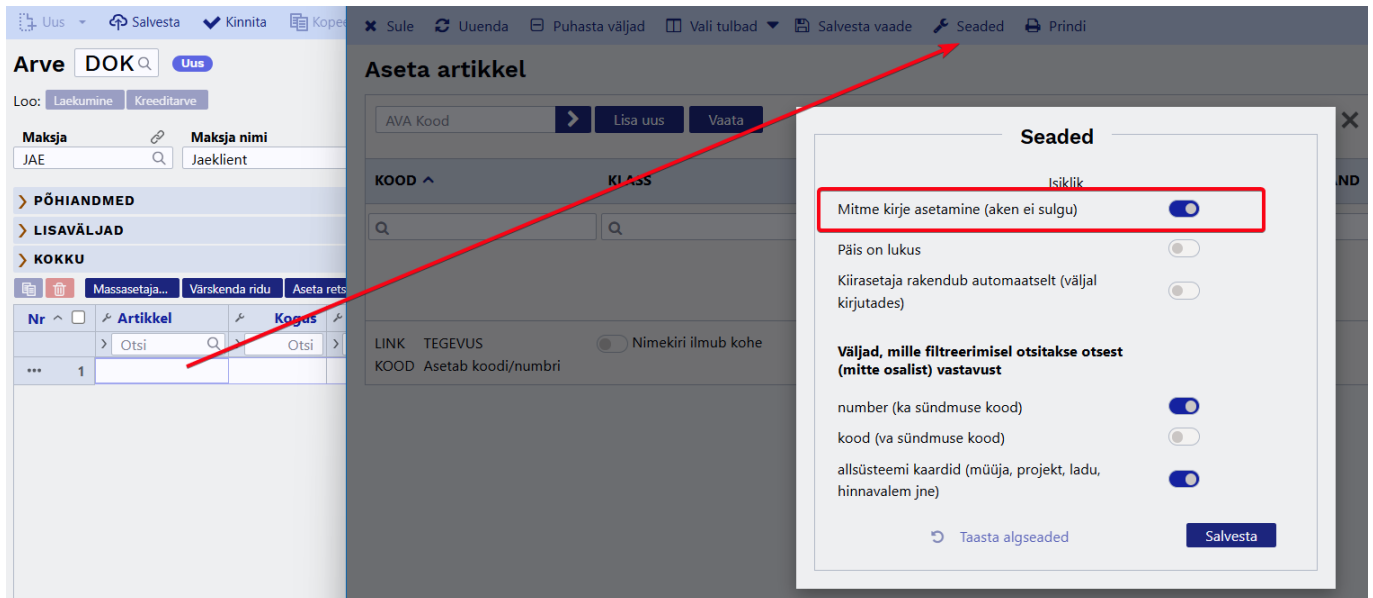 Uus Salvesta Kinnita Kopee
Arve DOK Uus
Loo: Laekumine Kreeditarve
Maksja Maksja nimi
JAE Jaeklient
PÕHIANDMED
LISAVÄLJAD
KOKKU
Massasetaja... Värskenda ridu Aseta rets
Nr Artikkel Kogus
Otsi Otsi
1
Sule Uuenda Puhasta väljad Vali tulbad Salvesta vaade Seaded Prindi
Aseta artikkel
AVA Kood Lisa uus Vaata
KOOD KLASS ND
LINK TEGEVUS Nimekiri ilmub kohe
KOOD Asetab koodi/numbri
Seaded
Isiklik
Mitme kirje asetamine (aken ei sulgu)
Päis on lukus
Kiirasetaja rakendub automaatselt (väljal
kirjutades)
Väljad, mille filtreerimisel otsitakse otsest
(mitte osalist) vastavust
number (ka sündmuse kood)
kood (va sündmuse kood)
allsüsteemi kaardid (müüja, projekt, ladu,
hinnavalem jne)
Taasta algseaded Salvesta